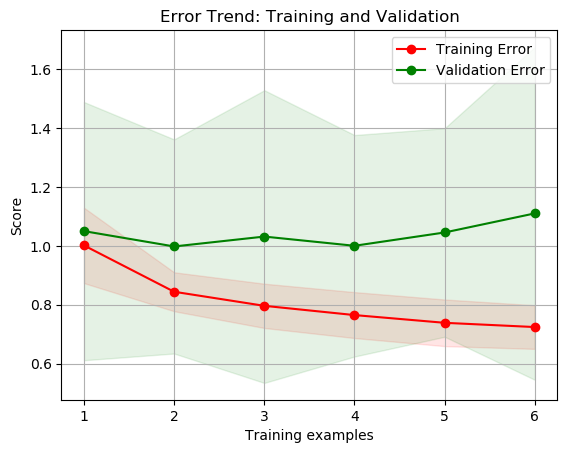 Error Trend: Training and Validation
Training Error
Validation Error
Score
1.6
1.4
1.2
1.0
0.8
0.6
1 2 3 4 5 6
Training examples